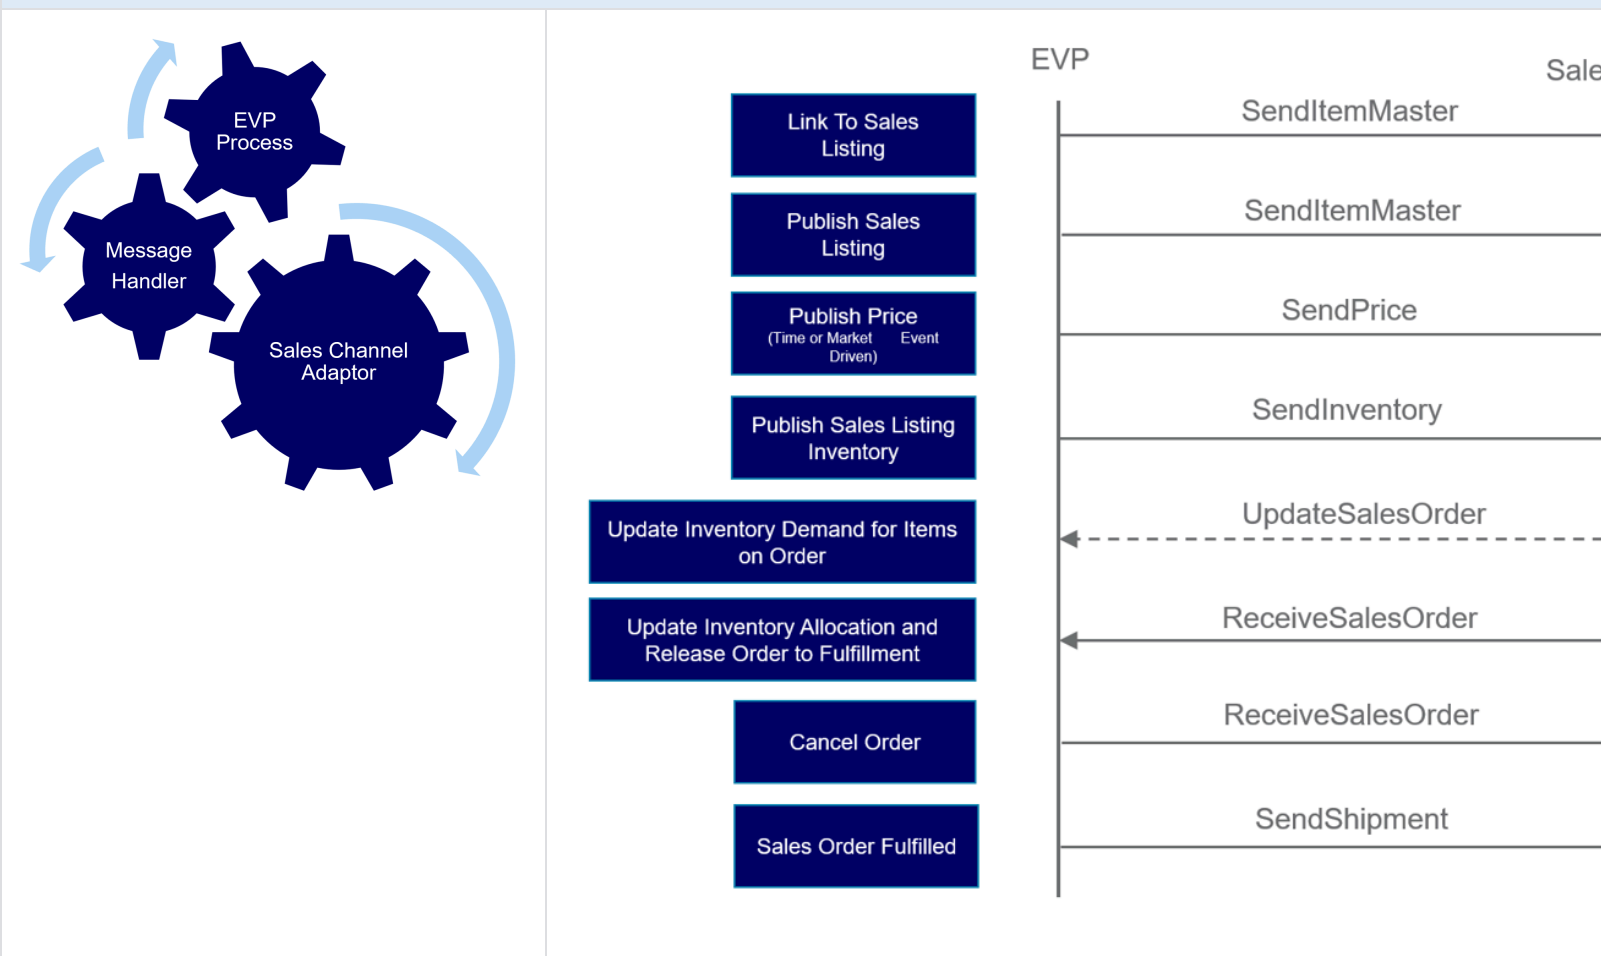 EVP
Process
Message
Handler
Sales Channel
Adaptor
EVP
Sale
Link To Sales
Listing
SendItemMaster
Publish Sales
Listing
SendItemMaster
Publish Price
(Time or Market Event
Driven)
SendPrice
Publish Sales Listing
Inventory
SendInventory
Update Inventory Demand for Items
on Order
UpdateSalesOrder
Update Inventory Allocation and
Release Order to Fulfillment
ReceiveSalesOrder
Cancel Order
ReceiveSalesOrder
Sales Order Fulfilled
SendShipment